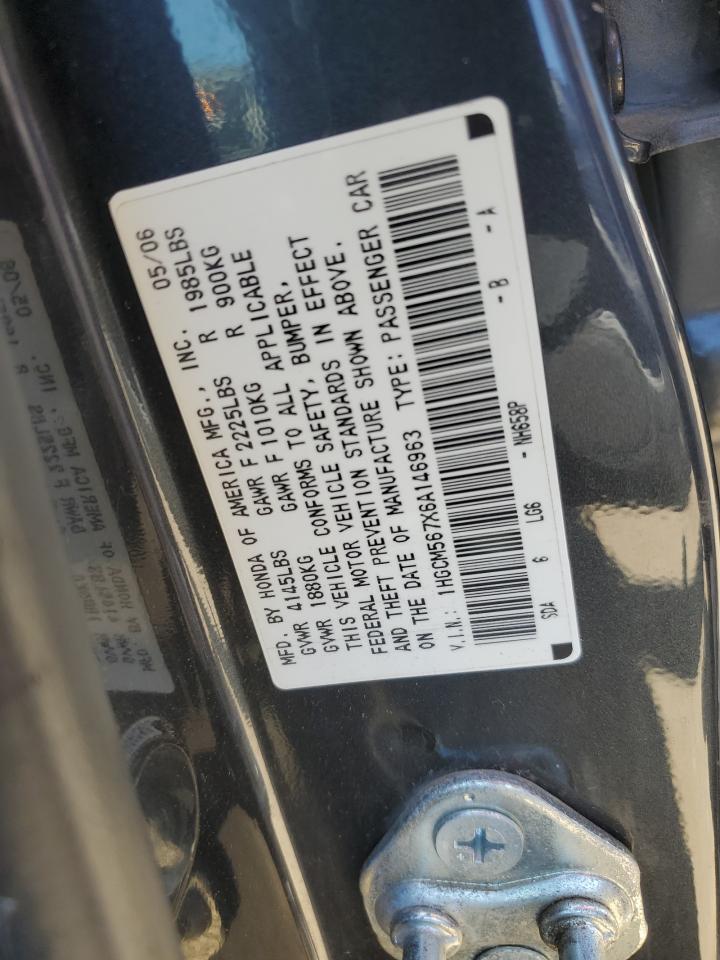 MFD. BY HONDA OF AMERICA MFG., INC. 05/06
GVWR 4145LBS GAWR F 2225LBS R 1985LBS
GVWR 1880KG GAWR F 1010KG R 900KG
THIS VEHICLE CONFORMS TO ALL APPLICABLE
FEDERAL MOTOR VEHICLE SAFETY, BUMPER,
AND THEFT PREVENTION STANDARDS IN EFFECT
ON THE DATE OF MANUFACTURE SHOWN ABOVE.
V.I.N.: 1HGCM567X6A146963 TYPE: PASSENGER CAR
SDA 6 LG6 - NH658P - B - A